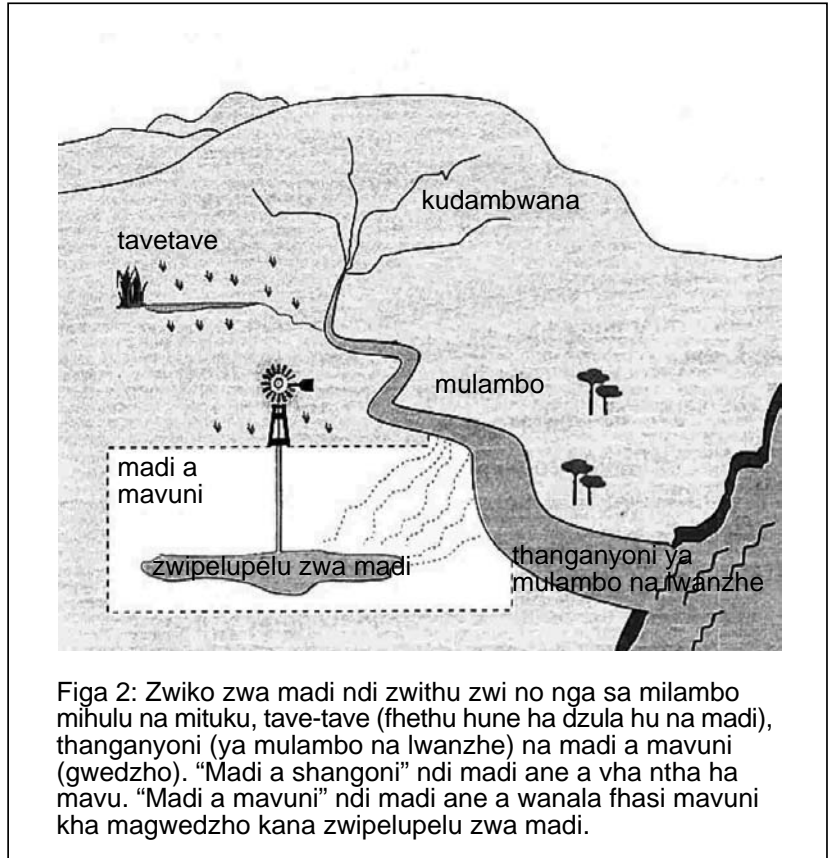 kudambwana
tavetave
mulambo
madi a
mavuni
zwipelupelu zwa madi
thanganyoni ya
mulambo na lwanzhe
Figa 2: Zwiko zwa madi ndi zwithu zwi no nga sa milambo
mihulu na mituku, tave-tave (fhethu hune ha dzula hu na madi),
thanganyoni (ya mulambo na lwanzhe) na madi a mavuni
(gwedzho). “Madi a shangoni” ndi madi ane a vha ntha ha
mavu. “Madi a mavuni” ndi madi ane a wanala fhasi mavuni
kha magwedzho kana zwipelupelu zwa madi.